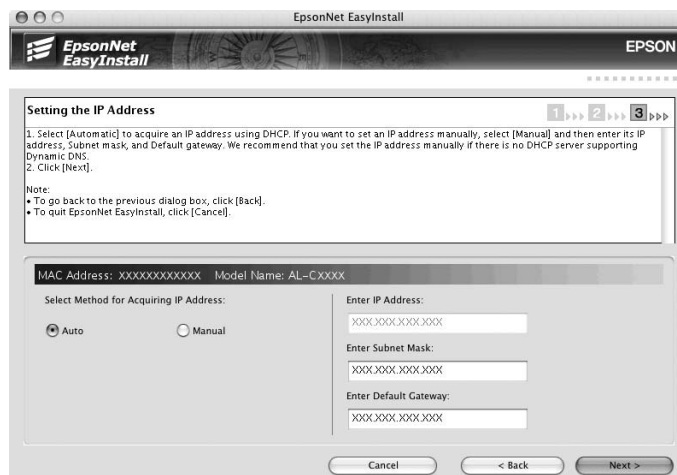 EpsonNet EasyInstall
EpsonNet
EasyInstall
EPSON
Setting the IP Address
1 2 3
1. Select [Automatic] to acquire an IP address using DHCP. If you want to set an IP address manually, select [Manual] and then enter its IP
address, Subnet mask, and Default gateway. We recommend that you set the IP address manually if there is no DHCP server supporting
Dynamic DNS.
2. Click [Next].
Note:
• To go back to the previous dialog box, click [Back].
• To quit EpsonNet EasyInstall, click [Cancel].
MAC Address: XXXXXXXXXXXX Model Name: AL-CXXXX
Select Method for Acquiring IP Address:
Auto Manual
Enter IP Address:
XXX.XXX.XXX.XXX
Enter Subnet Mask:
XXX.XXX.XXX.XXX
Enter Default Gateway:
XXX.XXX.XXX.XXX
Cancel < Back Next >